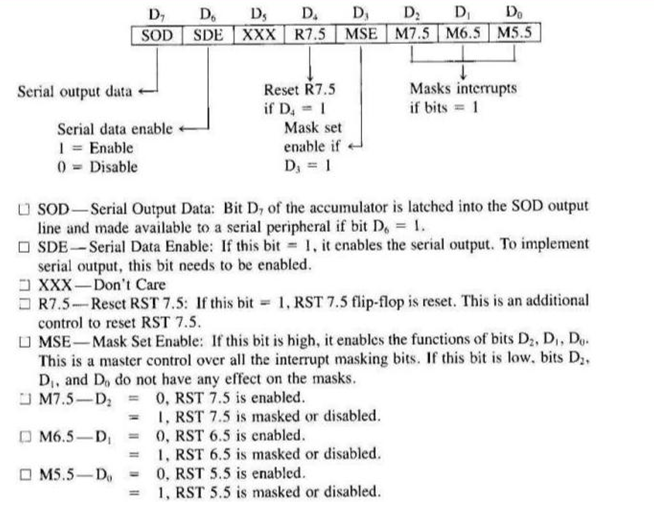 D₇ D₆ D₅ D₄ D₃ D₂ D₁ D₀
SOD SDE XXX R7.5 MSE M7.5 M6.5 M5.5
Serial output data
Reset R7.5
if D₄ = 1
Masks interrupts
if bits = 1
Serial data enable
1 = Enable
0 = Disable
Mask set
enable if
D₃ = 1
☐ SOD—Serial Output Data: Bit D₇ of the accumulator is latched into the SOD output
line and made available to a serial peripheral if bit D₆ = 1.
☐ SDE—Serial Data Enable: If this bit = 1, it enables the serial output. To implement
serial output, this bit needs to be enabled.
☐ XXX—Don't Care
☐ R7.5—Reset RST 7.5: If this bit = 1, RST 7.5 flip-flop is reset. This is an additional
control to reset RST 7.5.
☐ MSE—Mask Set Enable: If this bit is high, it enables the functions of bits D₂, D₁, D₀.
This is a master control over all the interrupt masking bits. If this bit is low, bits D₂,
D₁, and D₀ do not have any effect on the masks.
☐ M7.5—D₂ = 0, RST 7.5 is enabled.
= 1, RST 7.5 is masked or disabled.
☐ M6.5—D₁ = 0, RST 6.5 is enabled.
= 1, RST 6.5 is masked or disabled.
☐ M5.5—D₀ = 0, RST 5.5 is enabled.
= 1, RST 5.5 is masked or disabled.